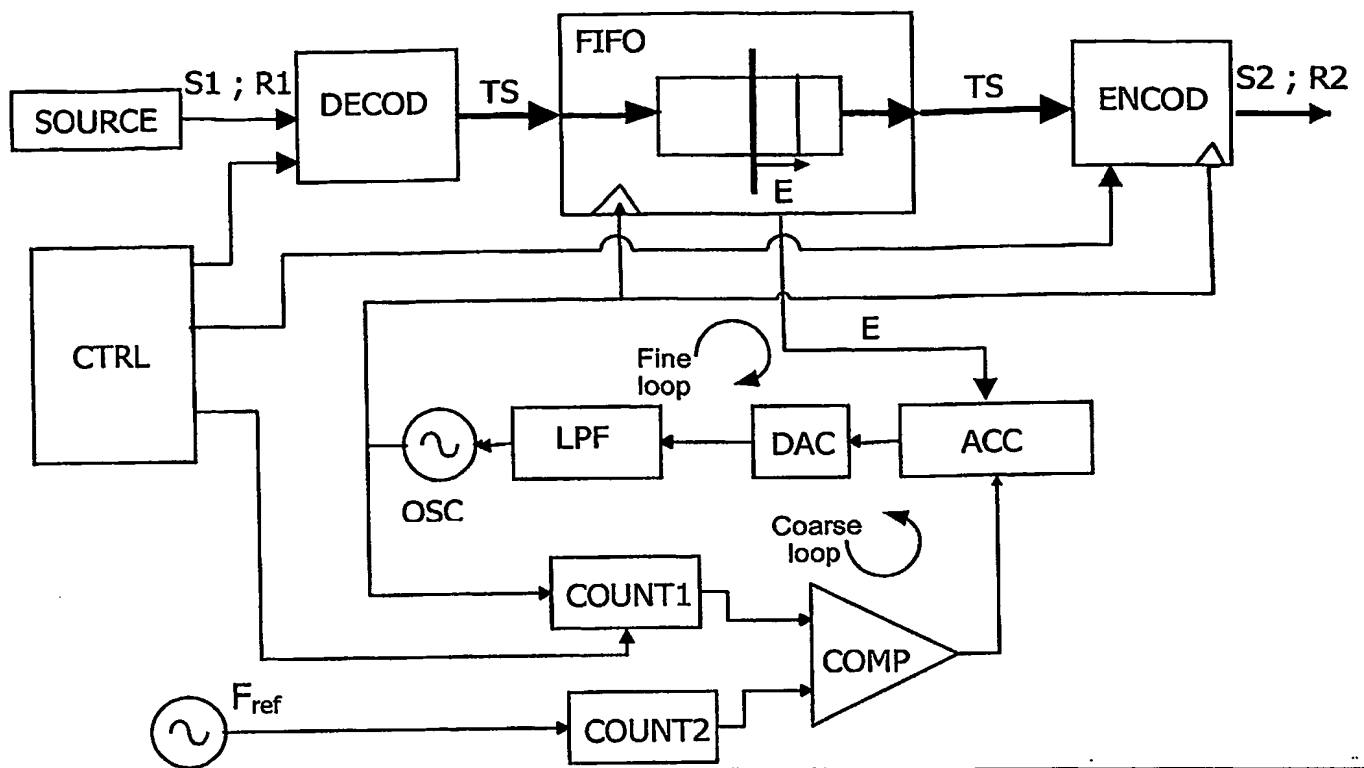 SOURCE
S1 ; R1
DECOD
TS
FIFO
E
TS
ENCOD
S2 ; R2
CTRL
E
Fine
loop
OSC
LPF
DAC
ACC
Coarse
loop
COUNT1
COMP
Fref
COUNT2